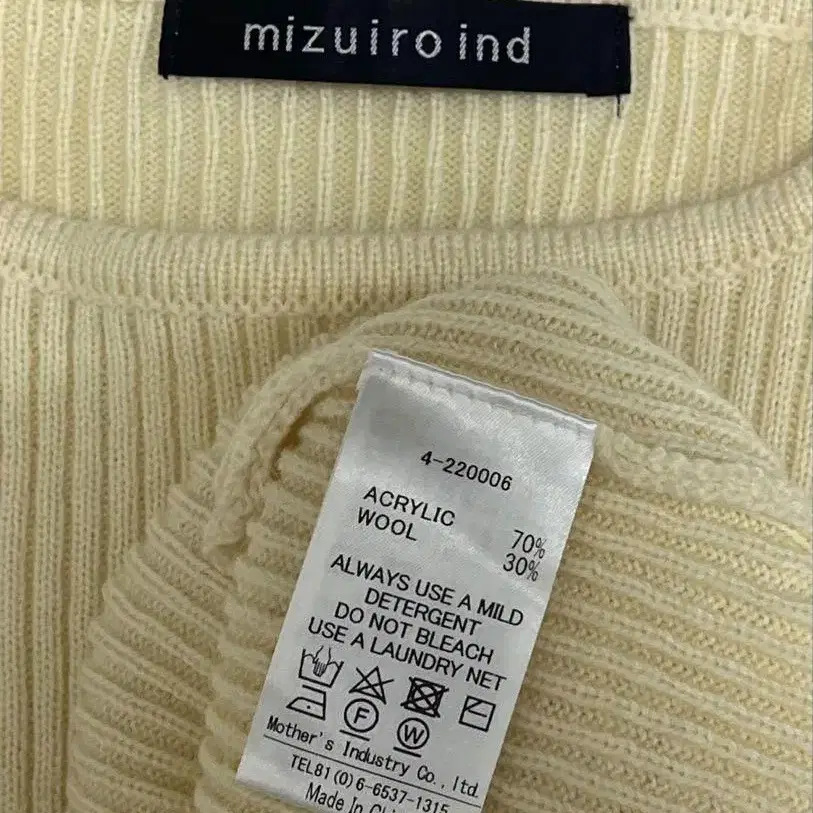 mizuiro ind
4-220006
ACRYLIC 70%
WOOL 30%
ALWAYS USE A MILD
DETERGENT
DO NOT BLEACH
USE A LAUNDRY NET
F
W
Mother's Industry Co., ltd.
TEL81(0)6-6537-1315
Made In